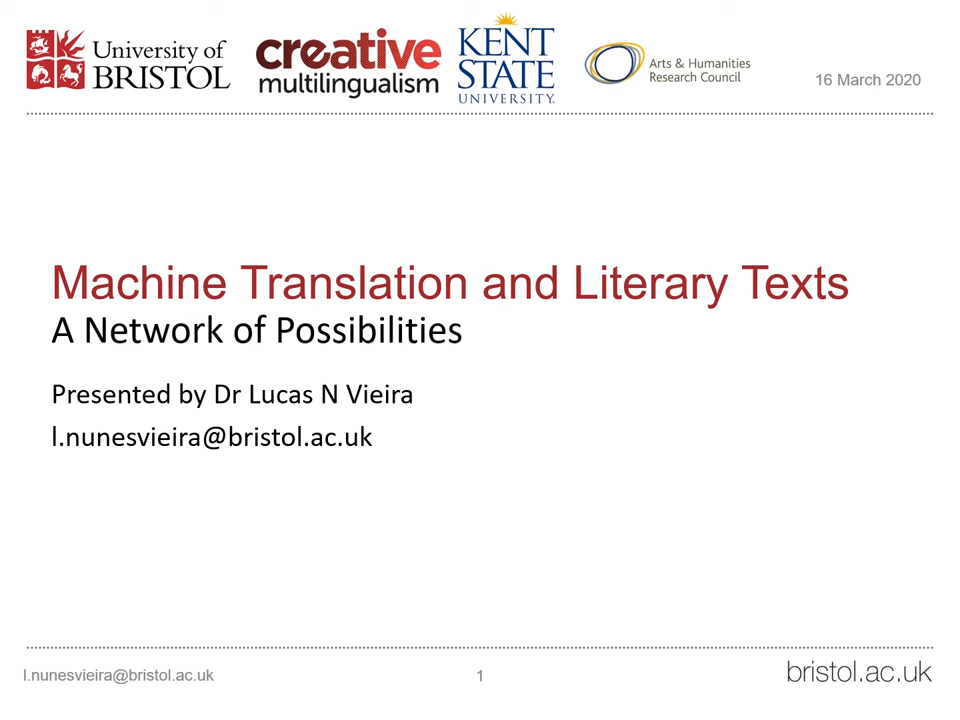 University of
BRISTOL
creative
multilingualism
KENT
STATE
UNIVERSITY
Arts & Humanities
Research Council
16 March 2020
Machine Translation and Literary Texts
A Network of Possibilities
Presented by Dr Lucas N Vieira
l.nunesvieira@bristol.ac.uk
l.nunesvieira@bristol.ac.uk
1
bristol.ac.uk